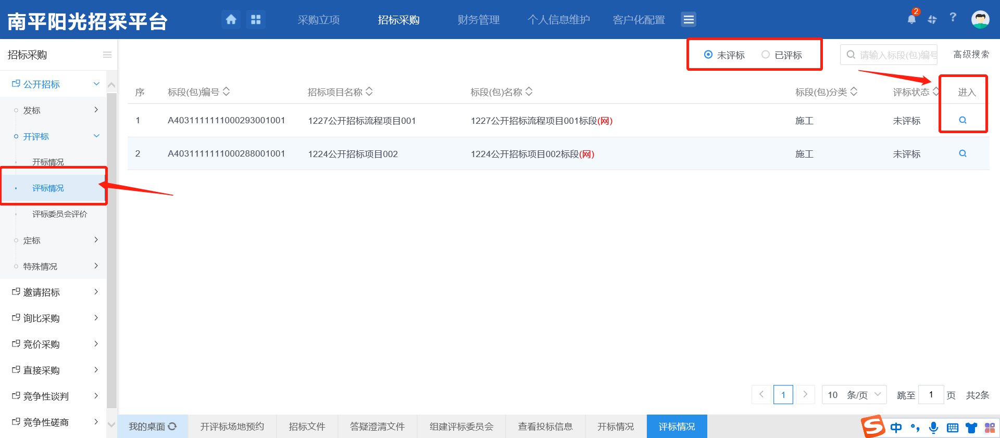 南平阳光招采平台
采购立项 招标采购 财务管理 个人信息维护 客户化配置
2
?
招标采购
未评标 已评标
请输入标段(包)编号
高级搜索
公开招标
发标
开评标
开标情况
评标情况
评标委员会评价
定标
特殊情况
邀请招标
询比采购
竞价采购
直接采购
竞争性谈判
竞争性磋商
序 标段(包)编号 招标项目名称 标段(包)名称 标段(包)分类 评标状态 进入
1 A4031111111000293001001 1227公开招标流程项目001 1227公开招标流程项目001标段(网) 施工 未评标
2 A4031111111000288001001 1224公开招标项目002 1224公开招标项目002标段(网) 施工 未评标
1 10 条/页 跳至 1 页 共2条
我的桌面 开评标场地预约 招标文件 答疑澄清文件 组建评标委员会 查看投标信息 开标情况 评标情况
S 中